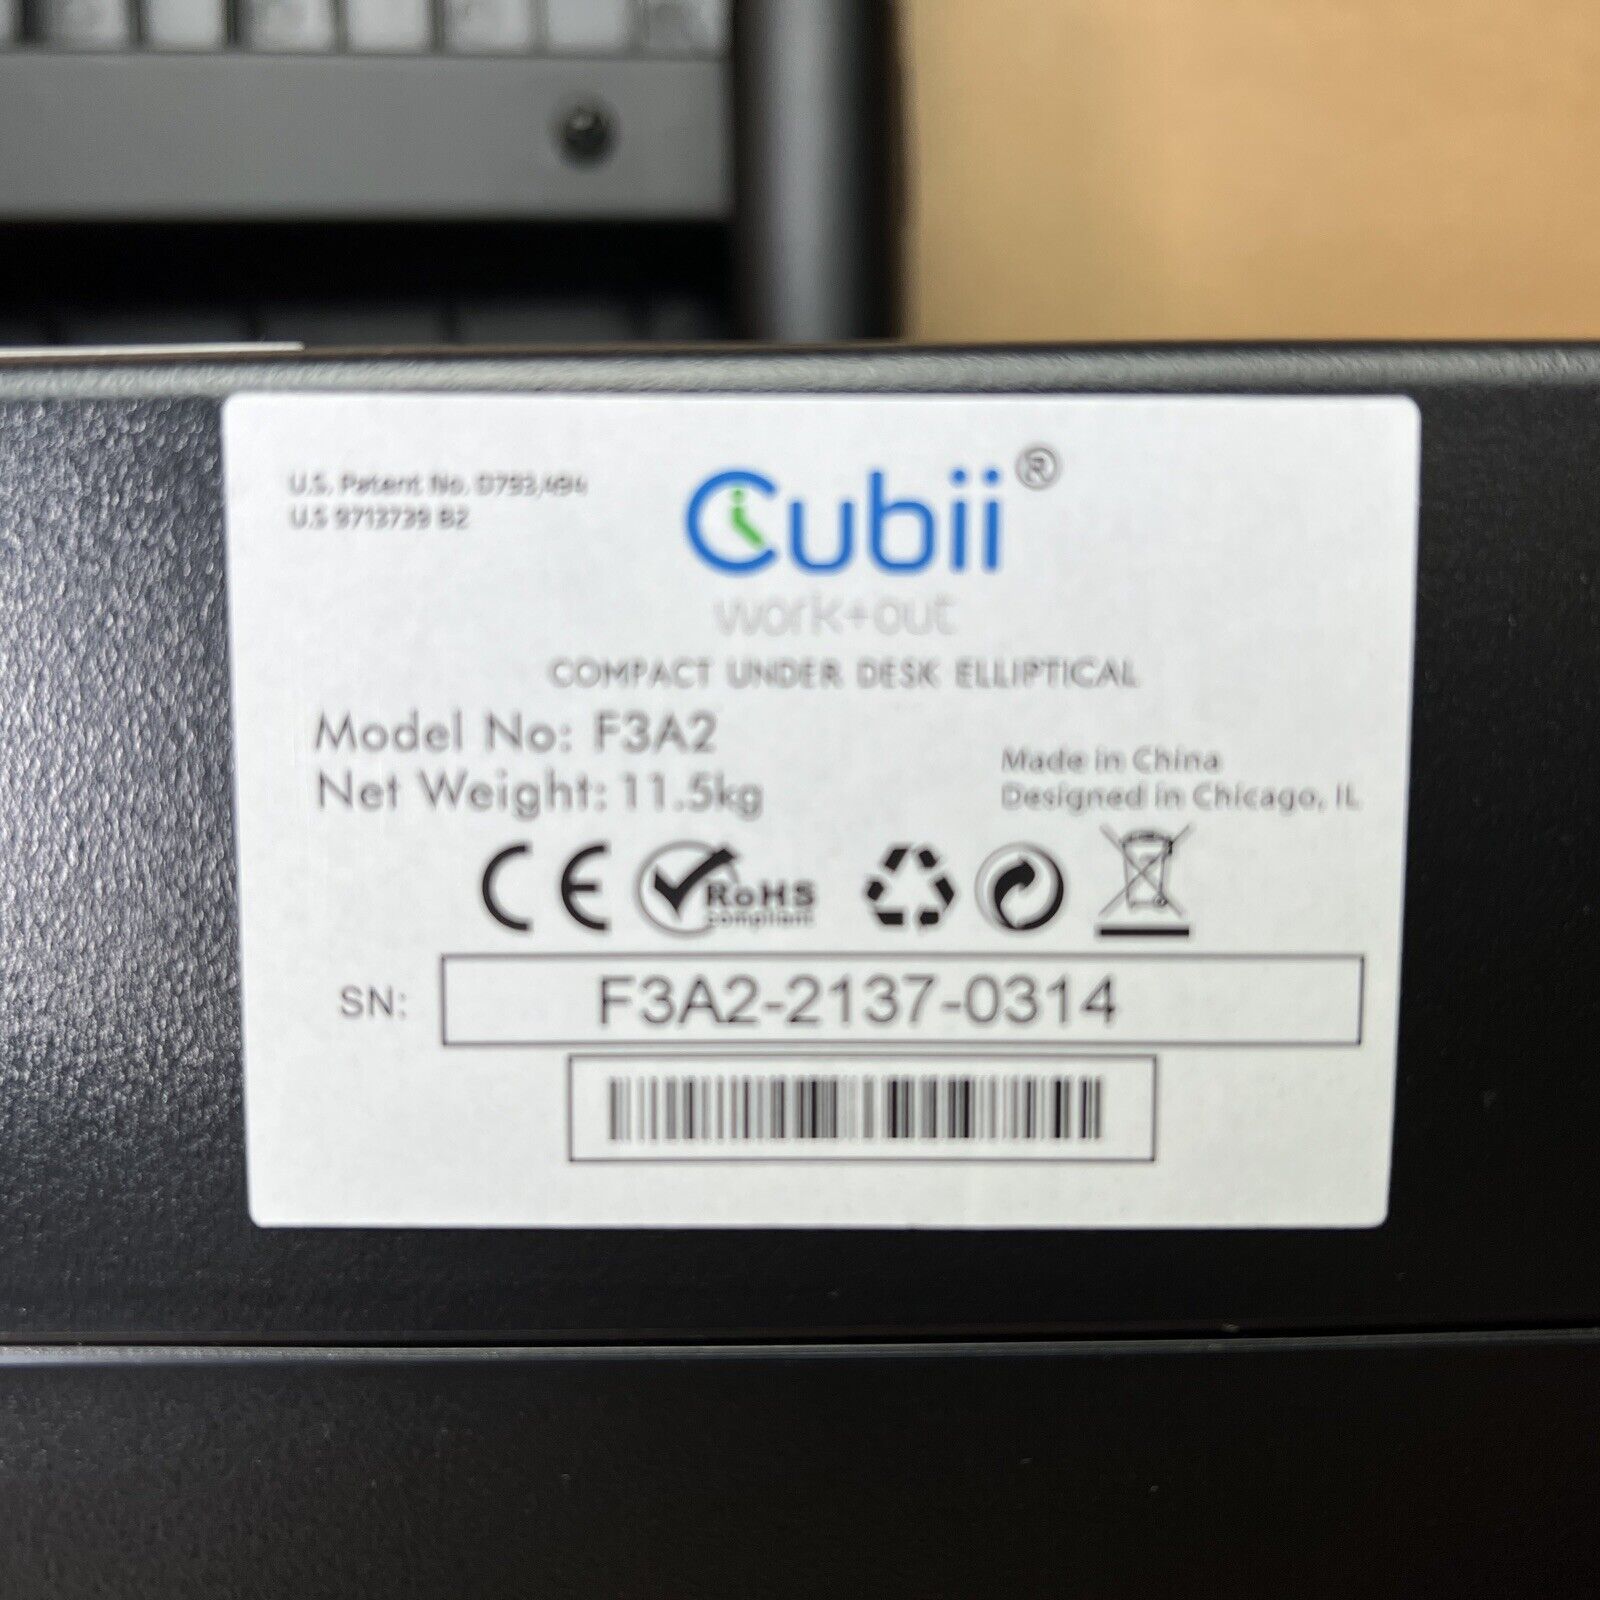 U.S. Patent No. D793,494
U.S 9713739 B2
Cubii®
work+out
COMPACT UNDER DESK ELLIPTICAL
Model No: F3A2
Net Weight: 11.5kg
Made in China
Designed in Chicago, IL
CE
RoHS
compliant
SN: F3A2-2137-0314